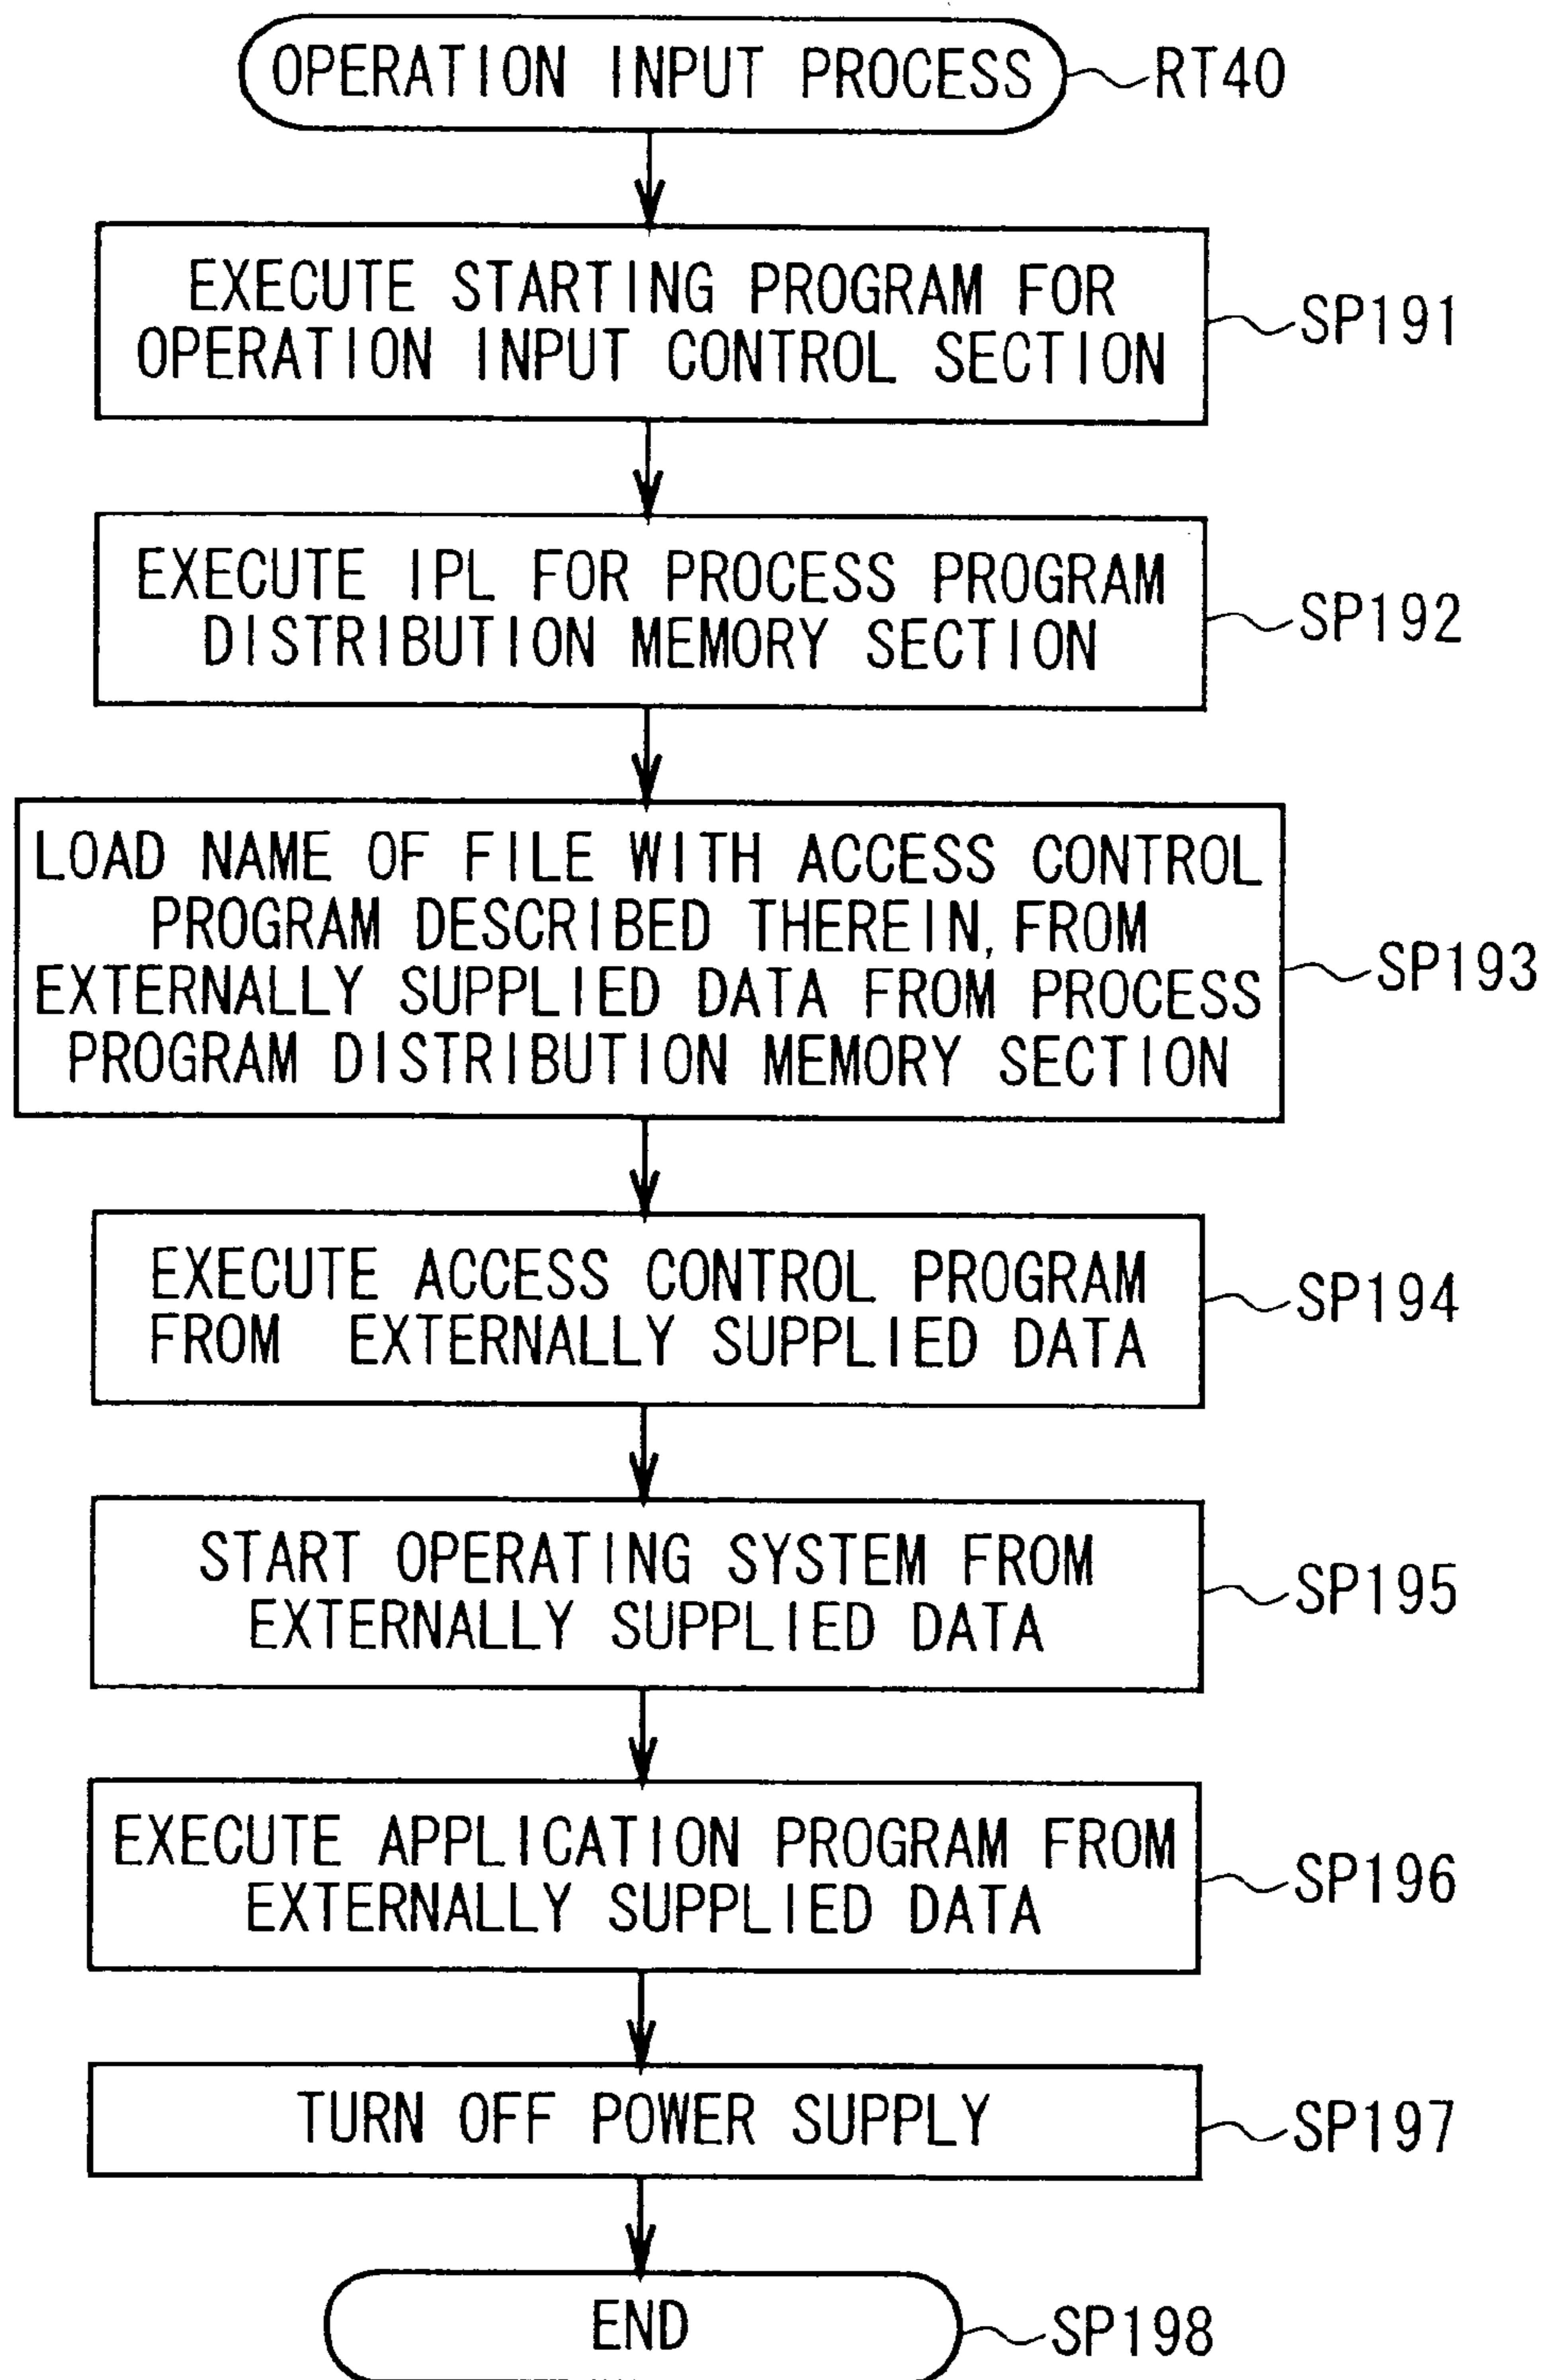 OPERATION INPUT PROCESS
RT40
EXECUTE STARTING PROGRAM FOR
OPERATION INPUT CONTROL SECTION
SP191
EXECUTE IPL FOR PROCESS PROGRAM
DISTRIBUTION MEMORY SECTION
SP192
LOAD NAME OF FILE WITH ACCESS CONTROL
PROGRAM DESCRIBED THEREIN, FROM
EXTERNALLY SUPPLIED DATA FROM PROCESS
PROGRAM DISTRIBUTION MEMORY SECTION
SP193
EXECUTE ACCESS CONTROL PROGRAM
FROM EXTERNALLY SUPPLIED DATA
SP194
START OPERATING SYSTEM FROM
EXTERNALLY SUPPLIED DATA
SP195
EXECUTE APPLICATION PROGRAM FROM
EXTERNALLY SUPPLIED DATA
SP196
TURN OFF POWER SUPPLY
SP197
END
SP198